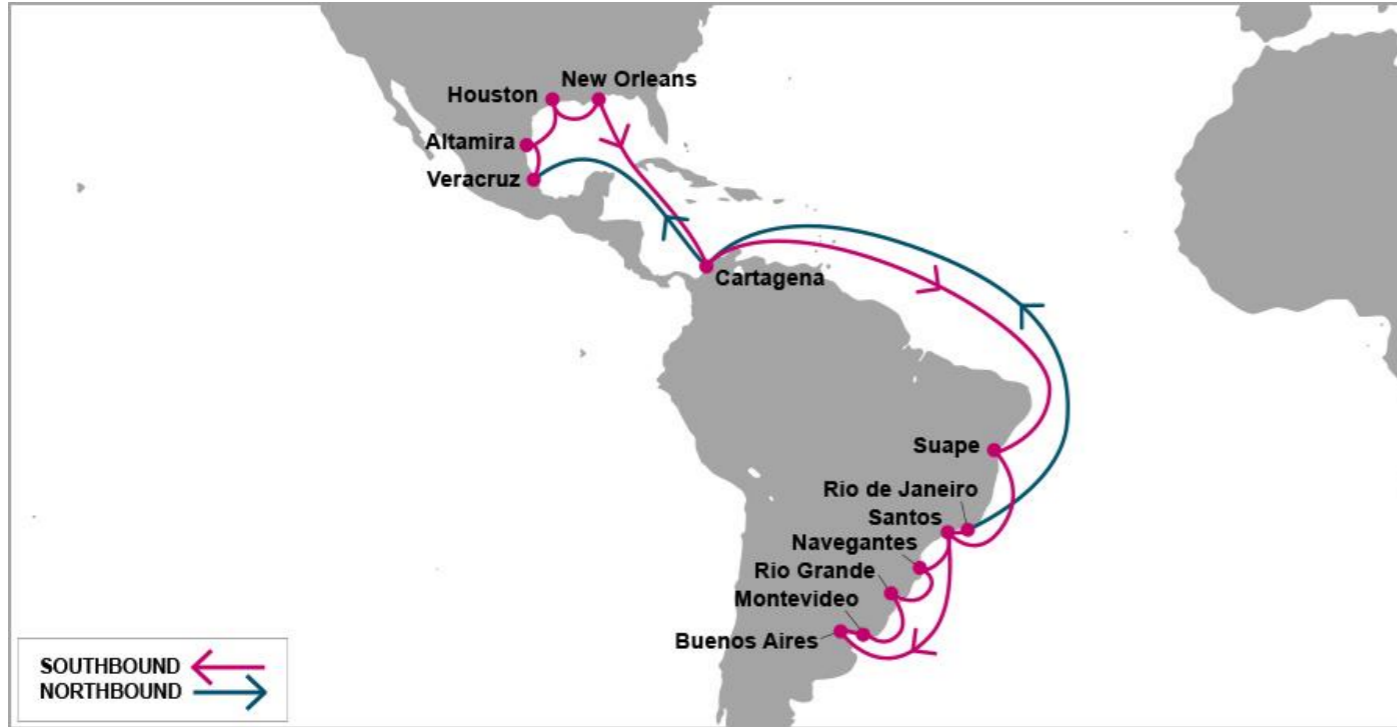 New Orleans
Houston
Altamira
Veracruz
Cartagena
Suape
Rio de Janeiro
Santos
Navegantes
Rio Grande
Montevideo
Buenos Aires
SOUTHBOUND
NORTHBOUND